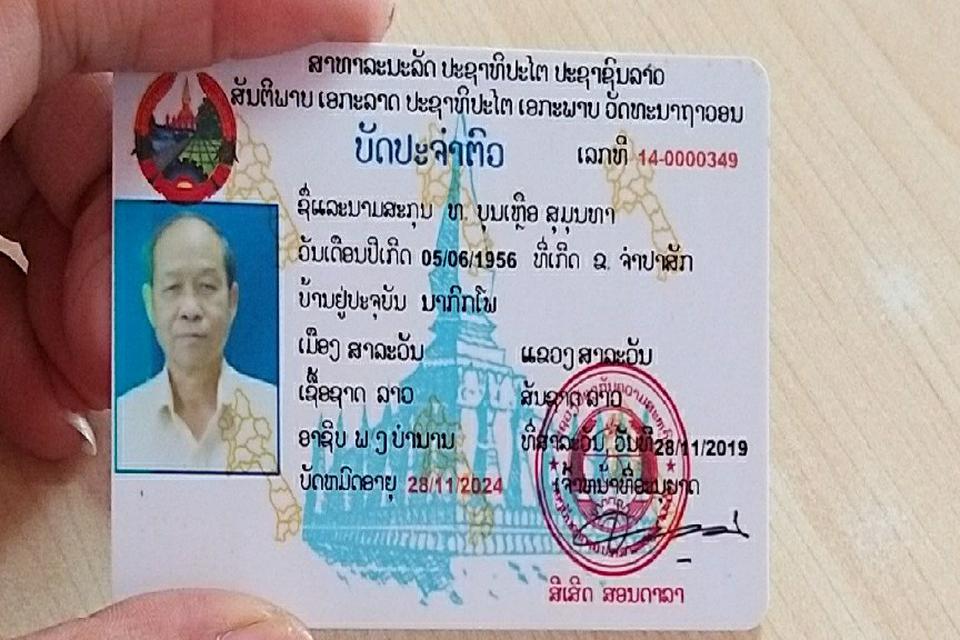 ສາທາລະນະລັດ ປະຊາທິປະໄຕ ປະຊາຊົນລາວ
ສັນຕິພາບ ເອກະລາດ ປະຊາທິປະໄຕ ເອກະພາບ ວັດທະນາຖາວອນ
ບັດປະຈຳຕົວ ເລກທີ 14-0000349
ຊື່ແລະນາມສະກຸນ ທ. ບຸນເຫຼືອ ສຸມຸນທາ
ວັນເດືອນປີເກີດ 05/06/1956 ທີ່ເກີດ ຂ. ຈຳປາສັກ
ບ້ານຢູ່ປະຈຸບັນ ນາກົກໂພ
ເມືອງ ສາລະວັນ ແຂວງ ສາລະວັນ
ເຊື້ອຊາດ ລາວ ສັນຊາດ ລາວ
ອາຊີບ ພ ງ ບຳນານ ທີ່ສາລະວັນ ວັນທີ 28/11/2019
ບັດຫມົດອາຍຸ 28/11/2024 ເຈົ້າຫນ້າທີ່ອະນຸຍາດ
ສີເສີດ ສອນດາລາ